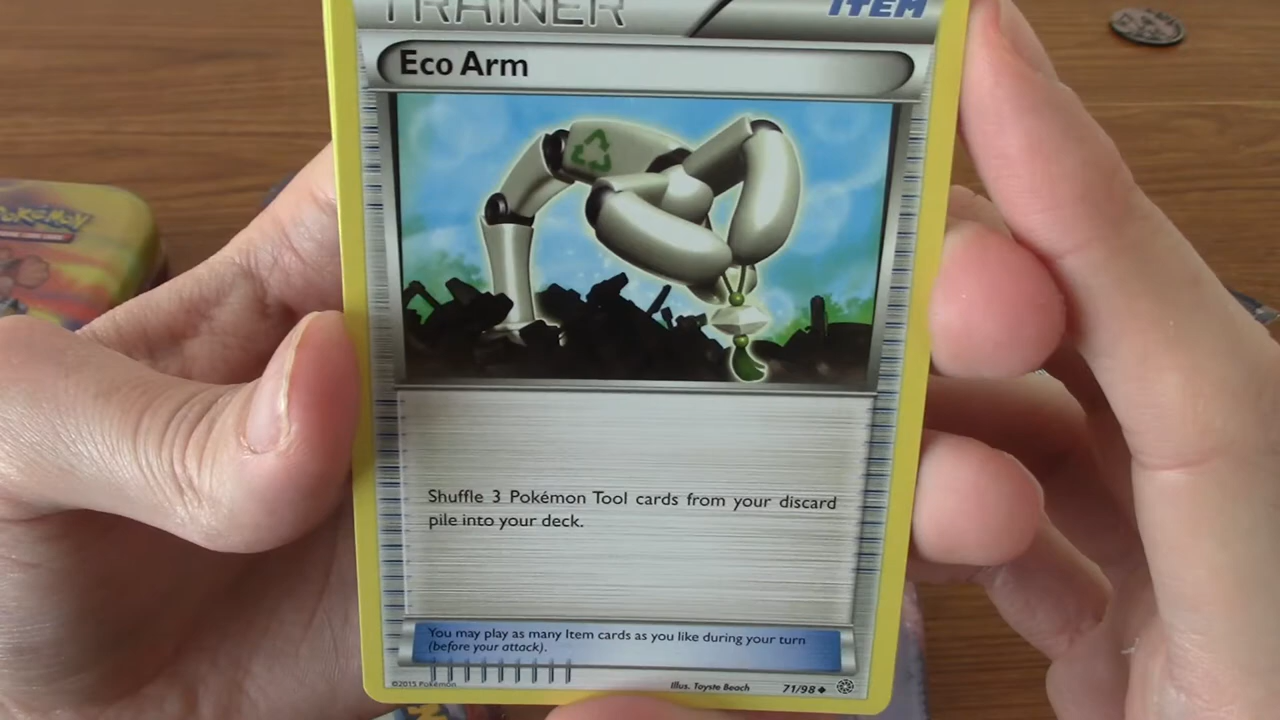 TRAINER
ITEM
Eco Arm
POKÉMON
Shuffle 3 Pokémon Tool cards from your discard
pile into your deck.
You may play as many Item cards as you like during your turn
(before your attack).
©2015 Pokémon
Illus. Toyste Beach
71/98